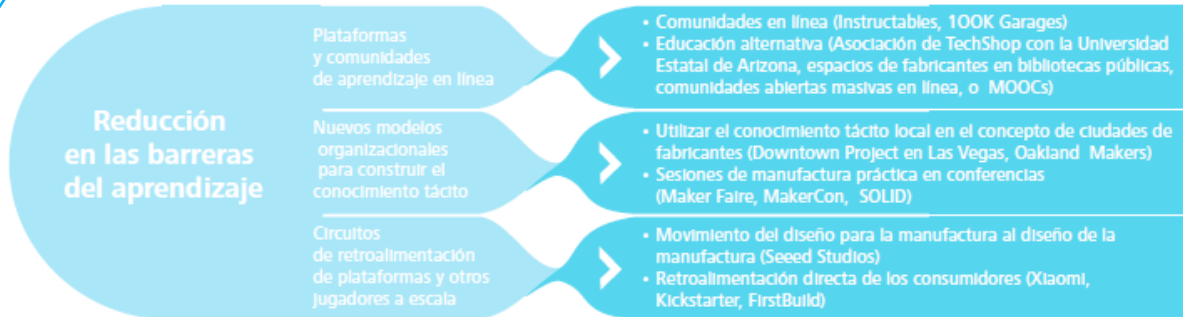 Reducción
en las barreras
del aprendizaje
Plataformas
y comunidades
de aprendizaje en línea
• Comunidades en línea (Instructables, 100K Garages)
• Educación alternativa (Asociación de TechShop con la Universidad
Estatal de Arizona, espacios de fabricantes en bibliotecas públicas,
comunidades abiertas masivas en línea, o MOOCs)
Nuevos modelos
organizacionales
para construir el
conocimiento tácito
• Utilizar el conocimiento tácito local en el concepto de ciudades de
fabricantes (Downtown Project en Las Vegas, Oakland Makers)
• Sesiones de manufactura práctica en conferencias
(Maker Faire, MakerCon, SOLID)
Circuitos
de retroalimentación
de plataformas y otros
jugadores a escala
• Movimiento del diseño para la manufactura al diseño de la
manufactura (Seeed Studios)
• Retroalimentación directa de los consumidores (Xiaomi,
Kickstarter, FirstBuild)